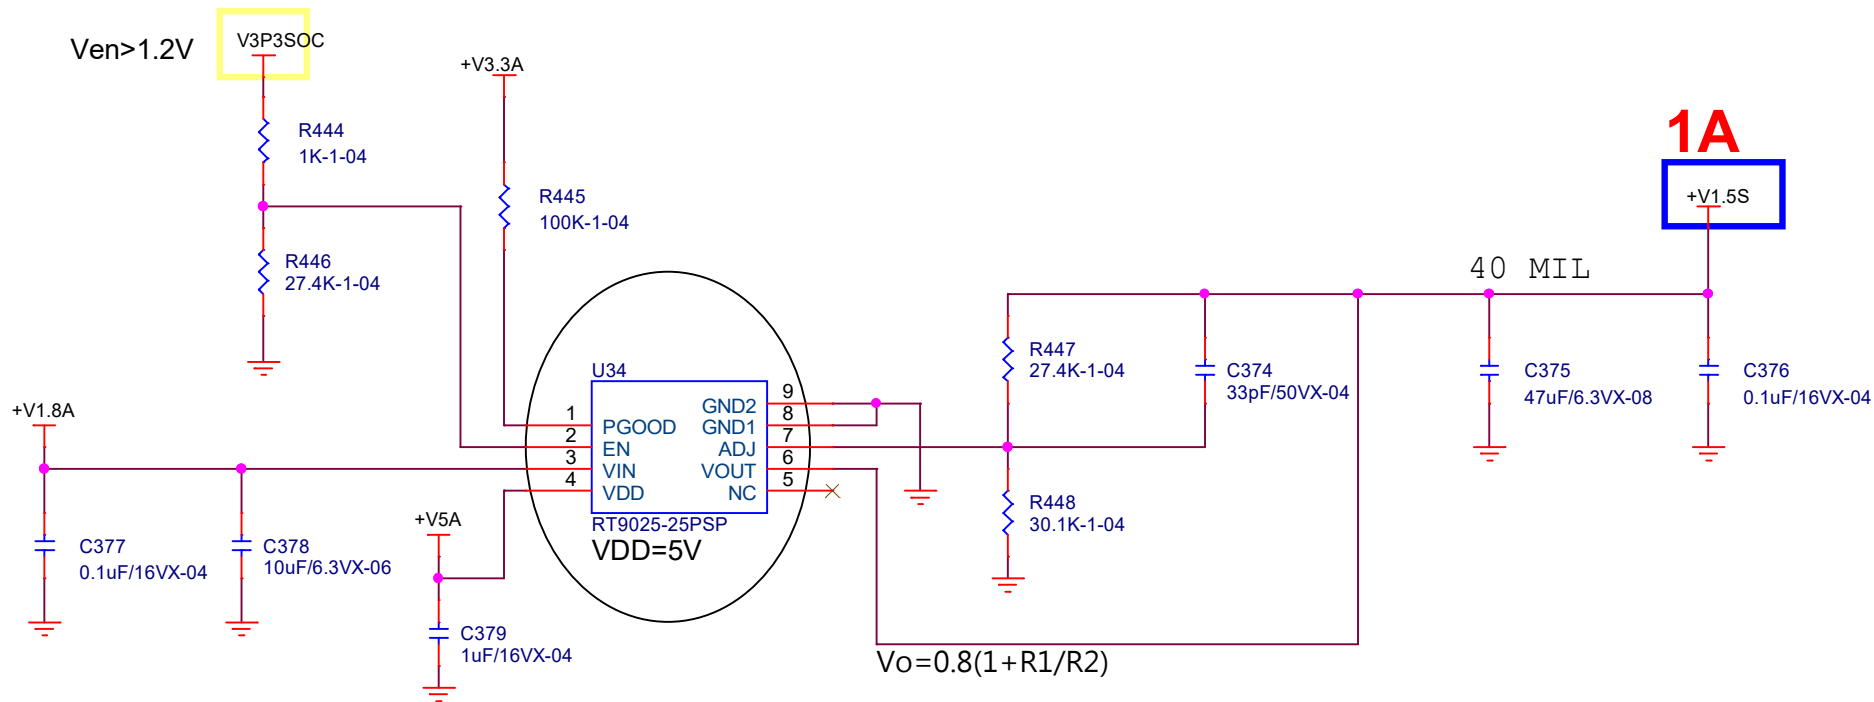 Ven>1.2V
V3P3SOC
+V3.3A
R444
1K-1-04
R445
100K-1-04
R446
27.4K-1-04
1A
+V1.5S
40 MIL
R447
27.4K-1-04
C374
33pF/50VX-04
C375
47uF/6.3VX-08
C376
0.1uF/16VX-04
+V1.8A
U34
1
2
3
4
PGOOD
EN
VIN
VDD
GND2
GND1
ADJ
VOUT
NC
9
8
7
6
5
RT9025-25PSP
VDD=5V
R448
30.1K-1-04
+V5A
C377
0.1uF/16VX-04
C378
10uF/6.3VX-06
C379
1uF/16VX-04
Vo=0.8(1+R1/R2)